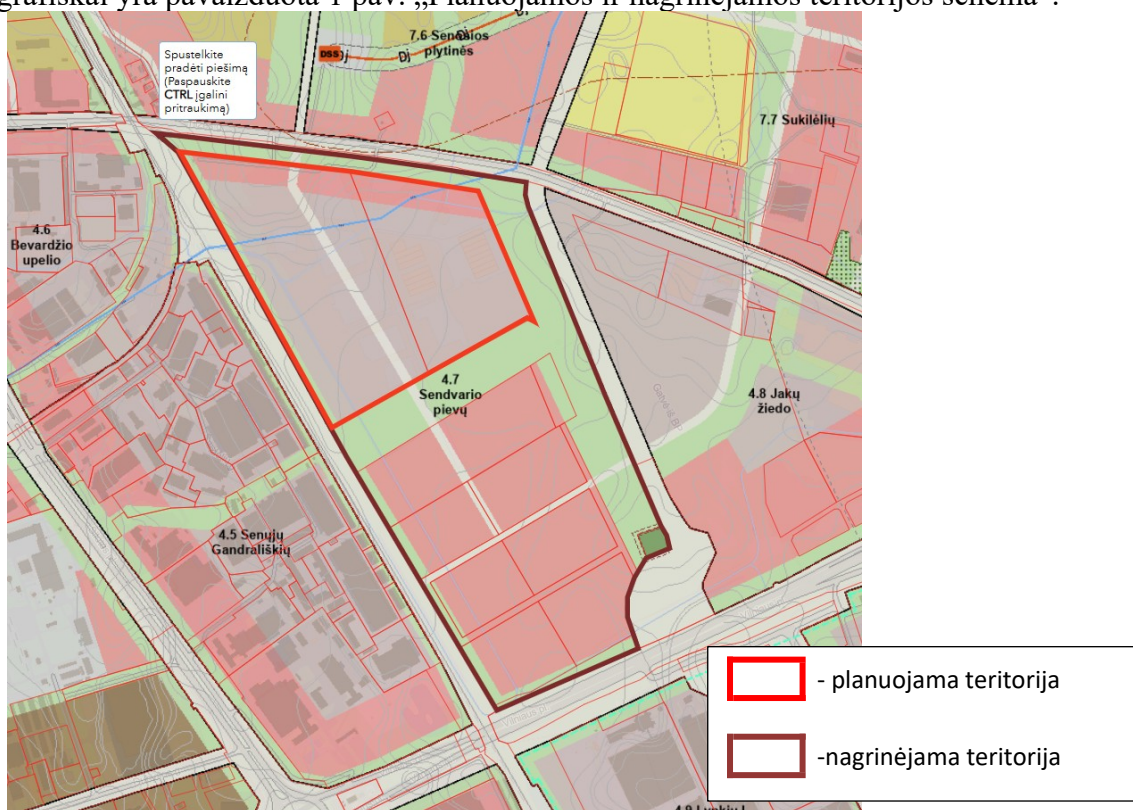 grafiškai yra pavaizduota 1 pav. „Planuojamos ir nagrinėjamos teritorijos schema“.
Spustelkite
pradėti piešimą
(Paspauskite
CTRL įgalini
pritraukimą)
DSS
Dj
7.6 Senosios
plytinės
7.7 Sukilėlių
4.6
Bevardžio
upelio
4.7
Sendvario
pievų
4.8 Jakų
žiedo
4.5 Senųjų
Gandrališkių
- planuojama teritorija
-nagrinėjama teritorija